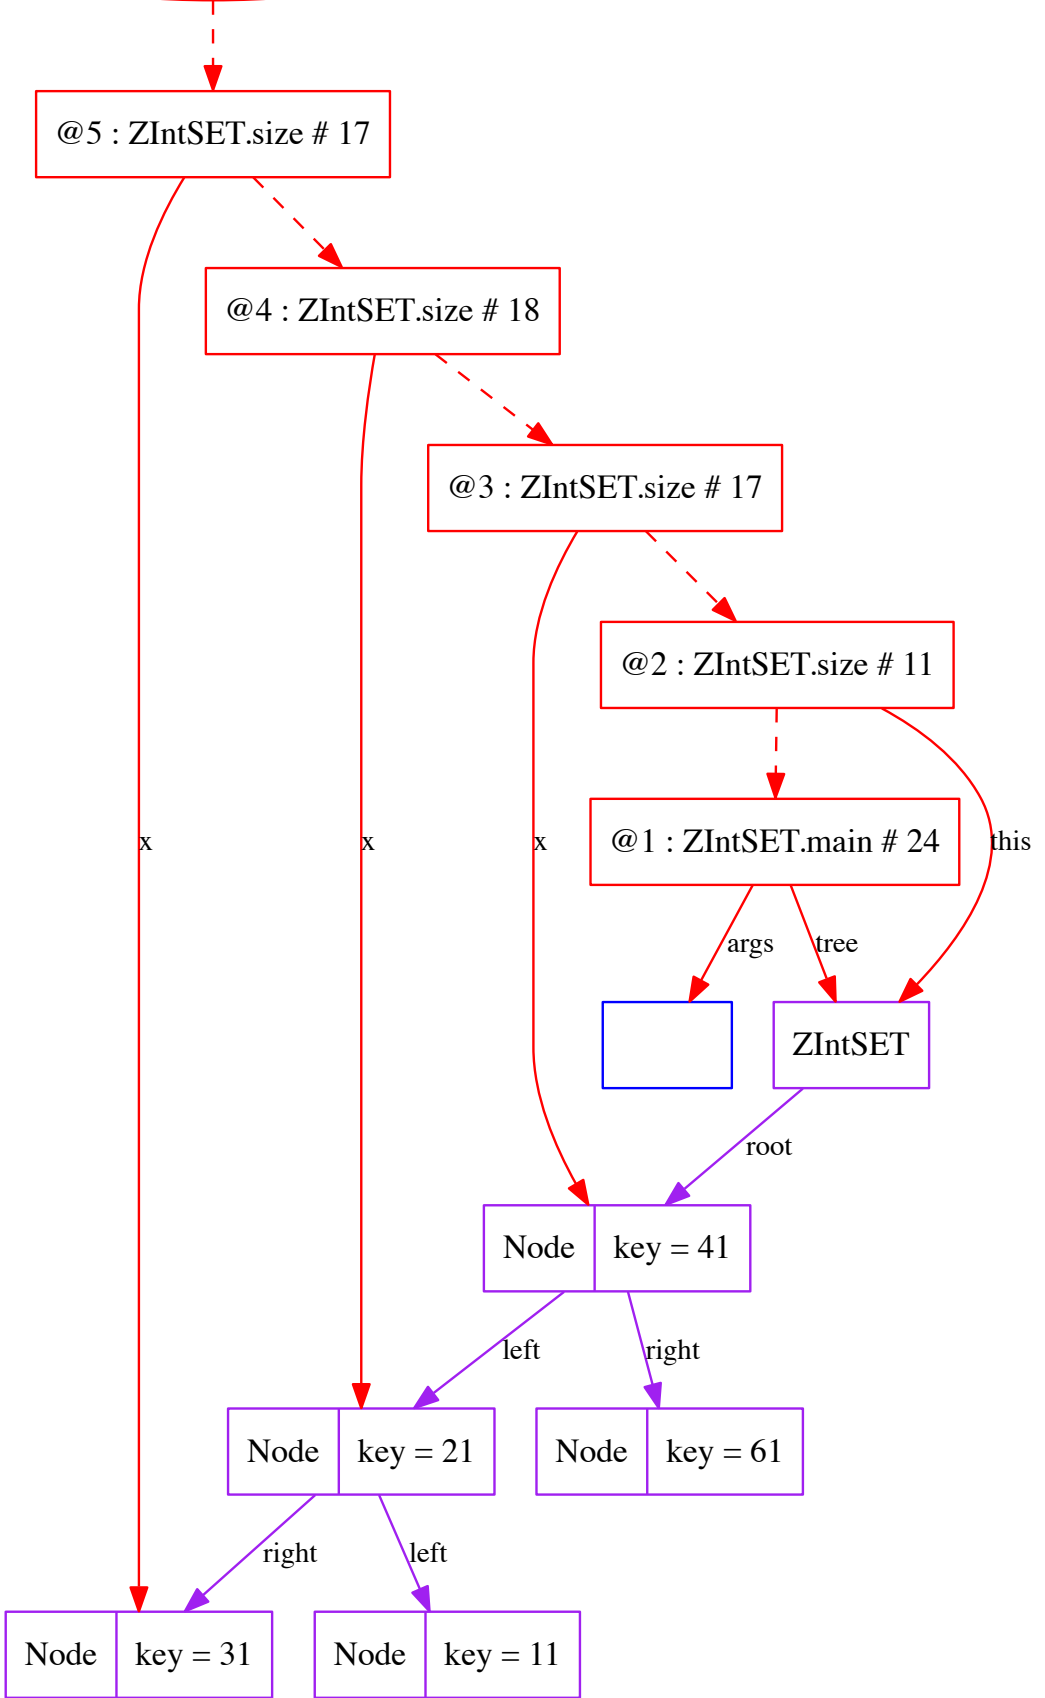 @5 : ZIntSET.size # 17
@4 : ZIntSET.size # 18
@3 : ZIntSET.size # 17
@2 : ZIntSET.size # 11
x
x
x
@1 : ZIntSET.main # 24
this
args
tree
ZIntSET
root
Node
key = 41
left
right
Node
key = 21
Node
key = 61
right
left
Node
key = 31
Node
key = 11